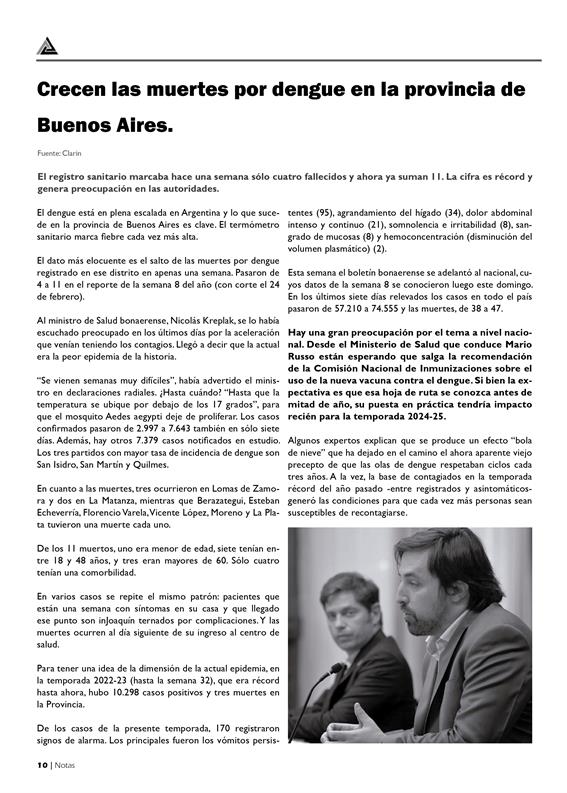 Crecen las muertes por dengue en la provincia de
Buenos Aires.
Fuente: Clarin
El registro sanitario marcaba hace una semana sólo cuatro fallecidos y ahora ya suman 11. La cifra es récord y
genera preocupación en las autoridades.
El dengue está en plena escalada en Argentina y lo que suce-
de en la provincia de Buenos Aires es clave. El termómetro
sanitario marca fiebre cada vez más alta.
El dato más elocuente es el salto de las muertes por dengue
registrado en ese distrito en apenas una semana. Pasaron de
4 a 11 en el reporte de la semana 8 del año (con corte el 24
de febrero).
Al ministro de Salud bonaerense, Nicolás Kreplak, se lo había
escuchado preocupado en los últimos días por la aceleración
que venían teniendo los contagios. Llegó a decir que la actual
era la peor epidemia de la historia.
“Se vienen semanas muy difíciles”, había advertido el minis-
tro en declaraciones radiales. ¿Hasta cuándo? “Hasta que la
temperatura se ubique por debajo de los 17 grados”, para
que el mosquito Aedes aegypti deje de proliferar. Los casos
confirmados pasaron de 2.997 a 7.643 también en sólo siete
días. Además, hay otros 7.379 casos notificados en estudio.
Los tres partidos con mayor tasa de incidencia de dengue son
San Isidro, San Martín y Quilmes.
En cuanto a las muertes, tres ocurrieron en Lomas de Zamo-
ra y dos en La Matanza, mientras que Berazategui, Esteban
Echeverría, Florencio Varela, Vicente López, Moreno y La Pla-
ta tuvieron una muerte cada uno.
De los 11 muertos, uno era menor de edad, siete tenían en-
tre 18 y 48 años, y tres eran mayores de 60. Sólo cuatro
tenían una comorbilidad.
En varios casos se repite el mismo patrón: pacientes que
están una semana con síntomas en su casa y que llegado
ese punto son inJoaquín ternados por complicaciones. Y las
muertes ocurren al día siguiente de su ingreso al centro de
salud.
Para tener una idea de la dimensión de la actual epidemia, en
la temporada 2022-23 (hasta la semana 32), que era récord
hasta ahora, hubo 10.298 casos positivos y tres muertes en
la Provincia.
De los casos de la presente temporada, 170 registraron
signos de alarma. Los principales fueron los vómitos persis-
tentes (95), agrandamiento del hígado (34), dolor abdominal
intenso y continuo (21), somnolencia e irritabilidad (8), san-
grado de mucosas (8) y hemoconcentración (disminución del
volumen plasmático) (2).
Esta semana el boletín bonaerense se adelantó al nacional, cu-
yos datos de la semana 8 se conocieron luego este domingo.
En los últimos siete días relevados los casos en todo el país
pasaron de 57.210 a 74.555 y las muertes, de 38 a 47.
Hay una gran preocupación por el tema a nivel nacio-
nal. Desde el Ministerio de Salud que conduce Mario
Russo están esperando que salga la recomendación
de la Comisión Nacional de Inmunizaciones sobre el
uso de la nueva vacuna contra el dengue. Si bien la ex-
pectativa es que esa hoja de ruta se conozca antes de
mitad de año, su puesta en práctica tendría impacto
recién para la temporada 2024-25.
Algunos expertos explican que se produce un efecto “bola
de nieve” que ha dejado en el camino el ahora aparente viejo
precepto de que las olas de dengue respetaban ciclos cada
tres años. A la vez, la base de contagiados en la temporada
récord del año pasado -entre registrados y asintomáticos-
generó las condiciones para que cada vez más personas sean
susceptibles de recontagiarse.
10 | Notas